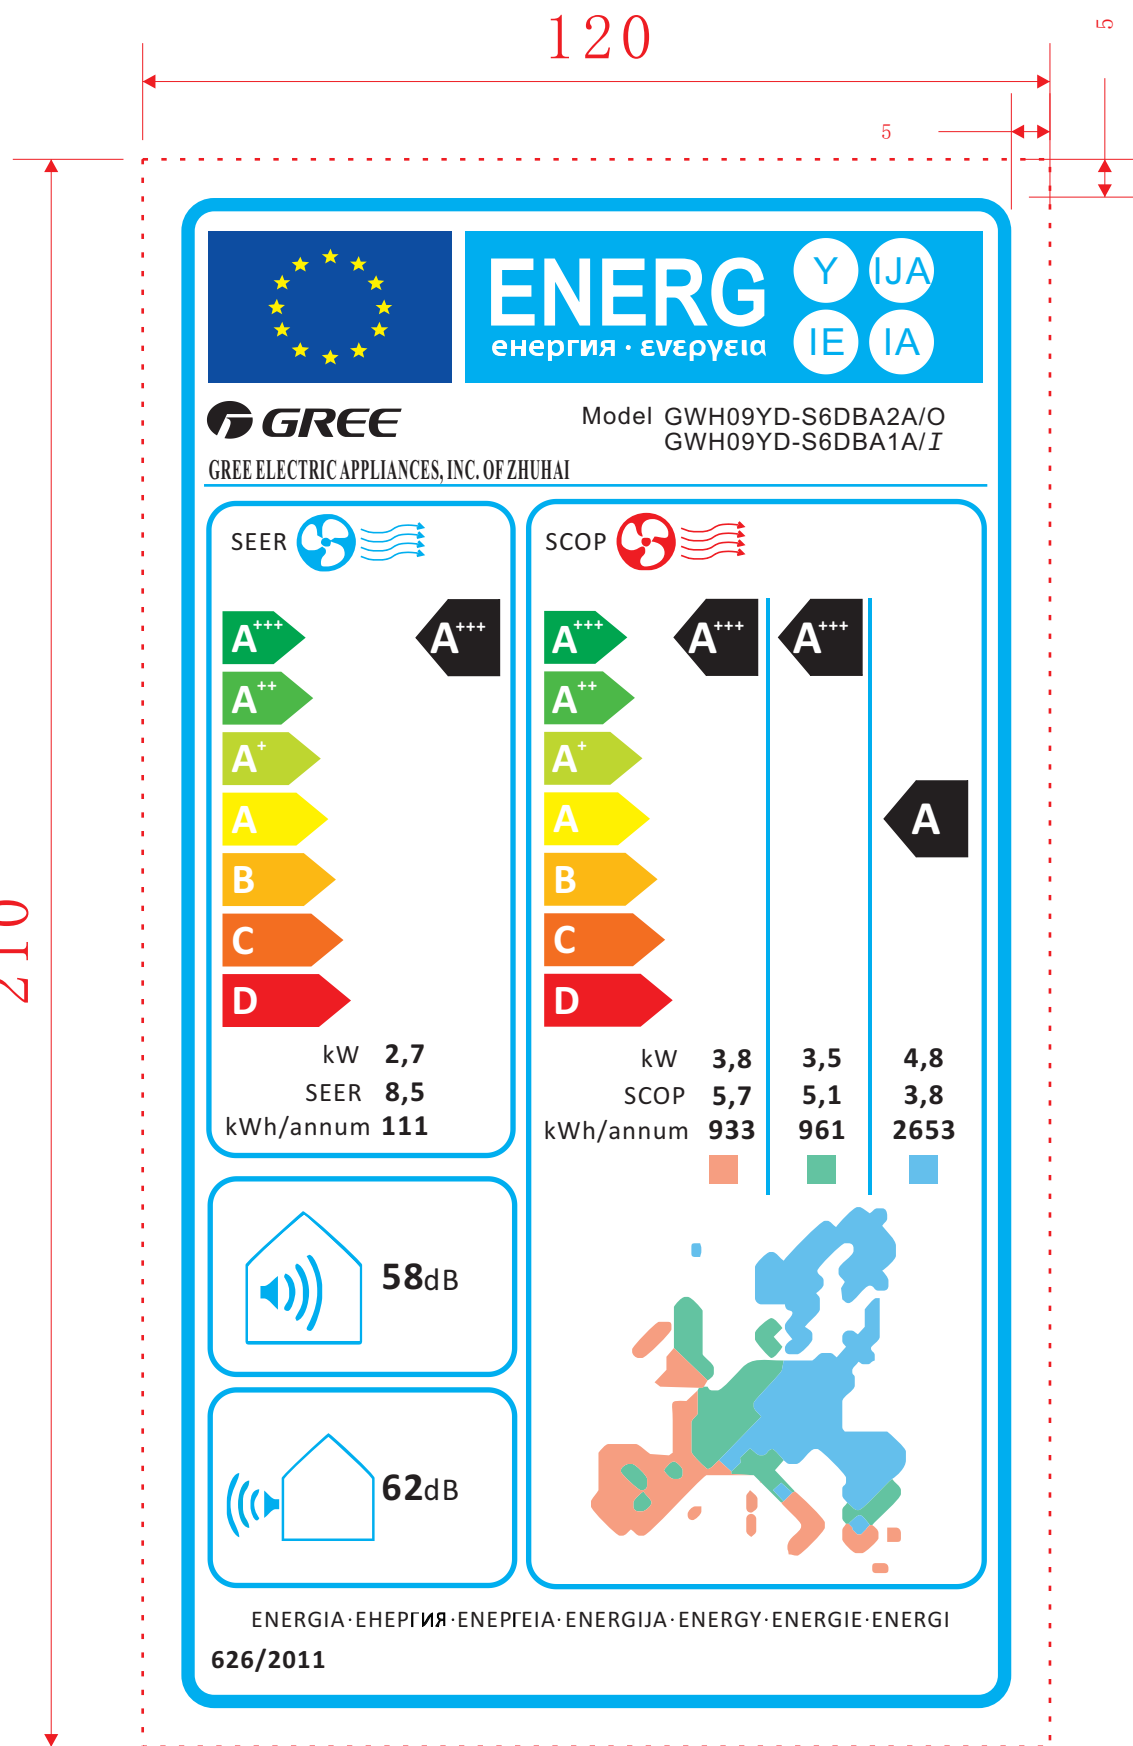 120
5
5
210
ENERG
енергия · ενεργεια
Y
IJA
IE
IA
GREE
Model GWH09YD-S6DBA2A/O
GWH09YD-S6DBA1A/I
GREE ELECTRIC APPLIANCES, INC. OF ZHUHAI
SEER
A+++
A+++
A++
A+
A
B
C
D
kW 2,7
SEER 8,5
kWh/annum 111
SCOP
A+++
A+++
A+++
A++
A+
A
A
B
C
D
kW 3,8 3,5 4,8
SCOP 5,7 5,1 3,8
kWh/annum 933 961 2653
58dB
62dB
ENERGIA·ЕНЕРГИЯ·ΕΝΕΡΓΕΙΑ·ENERGIJA·ENERGY·ENERGIE·ENERGI
626/2011